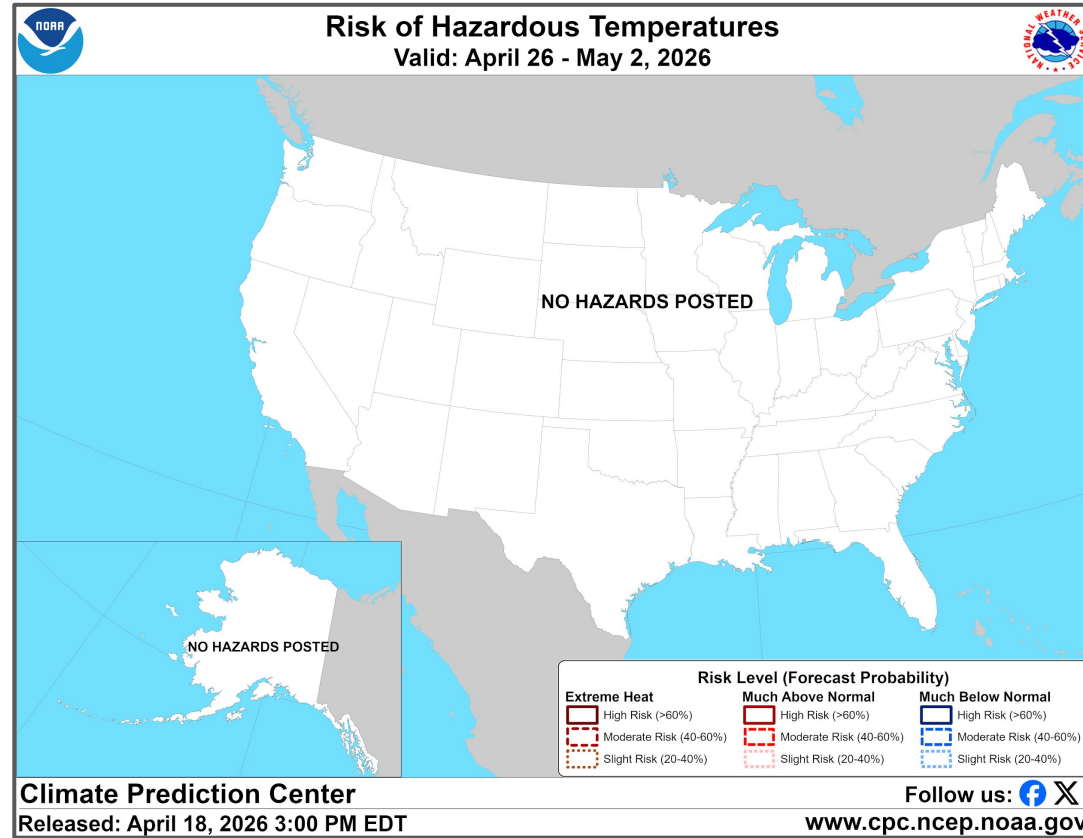 NOAA
NATIONAL WEATHER SERVICE
Risk of Hazardous Temperatures
Valid: April 26 - May 2, 2026
NO HAZARDS POSTED
NO HAZARDS POSTED
Risk Level (Forecast Probability)
Extreme Heat Much Above Normal Much Below Normal
High Risk (>60%) High Risk (>60%) High Risk (>60%)
Moderate Risk (40-60%) Moderate Risk (40-60%) Moderate Risk (40-60%)
Slight Risk (20-40%) Slight Risk (20-40%) Slight Risk (20-40%)
Climate Prediction Center
Follow us:
Released: April 18, 2026 3:00 PM EDT
www.cpc.ncep.noaa.gov